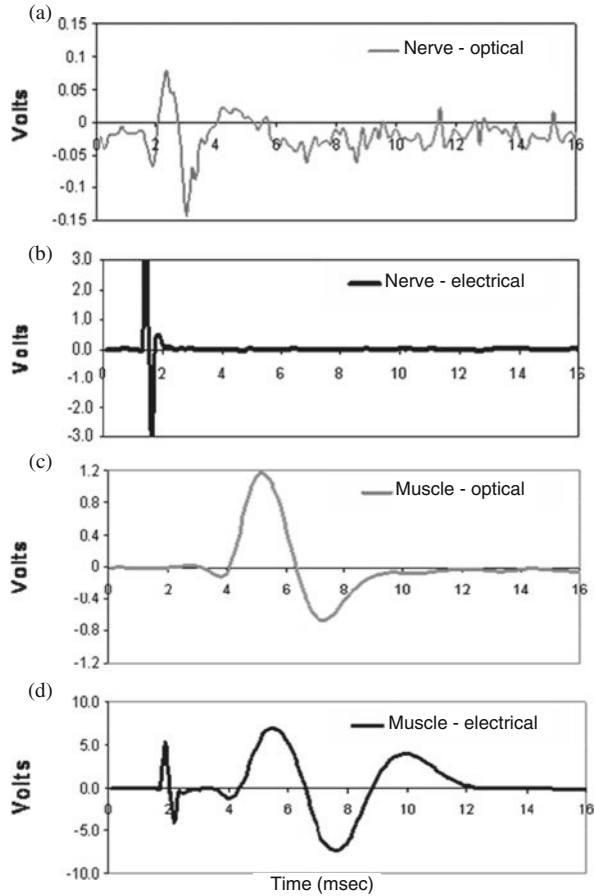 (a)
Nerve - optical
Volts
0.15
0.1
0.05
0
-0.05
-0.1
-0.15
0 2 4 6 8 10 12 14 16
(b)
Nerve - electrical
Volts
3.0
2.0
1.0
0.0
-1.0
-2.0
-3.0
0 2 4 6 8 10 12 14 16
(c)
Muscle - optical
Volts
1.2
0.8
0.4
0
-0.4
-0.8
-1.2
0 2 4 6 8 10 12 14 16
(d)
Muscle - electrical
Volts
10.0
5.0
0.0
-5.0
-10.0
0 2 4 6 8 10 12 14 16
Time (msec)